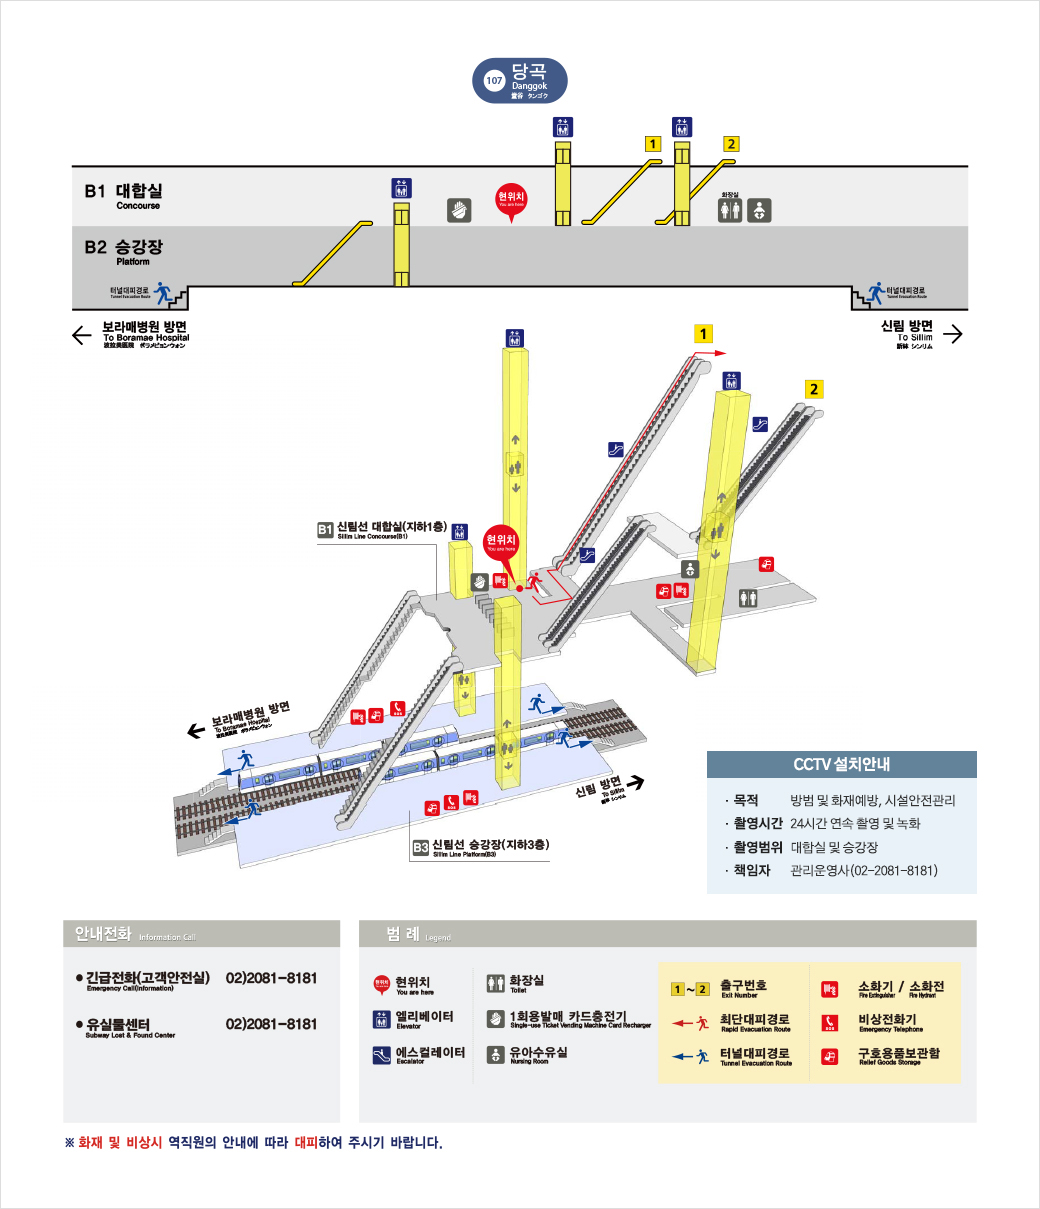 107
당곡
Danggok
堂谷 タンゴク
1
2
B1 대합실
Concourse
현위치
You are here
화장실
B2 승강장
Platform
터널대피경로
Tunnel Evacuation Route
터널대피경로
Tunnel Evacuation Route
보라매병원 방면
To Boramae Hospital
波拉美医院 ポラメビョンウォン
신림 방면
To Sillim
新林 シンリム
1
2
B1 신림선 대합실(지하1층)
Sillim Line Concourse(B1)
현위치
You are here
보라매병원 방면
To Boramae Hospital
波拉美医院 ポラメビョンウォン
SOS
신림 방면
To Sillim
新林 シンリム
SOS
B3 신림선 승강장(지하3층)
Sillim Line Platform(B3)
CCTV 설치안내
· 목적 방범 및 화재예방, 시설안전관리
· 촬영시간 24시간 연속 촬영 및 녹화
· 촬영범위 대합실 및 승강장
· 책임자 관리운영사(02-2081-8181)
안내전화 Information Call
● 긴급전화(고객안전실) 02)2081-8181
Emergency Call(Information)
● 유실물센터 02)2081-8181
Subway Lost & Found Center
범 례 Legend
현위치 현위치
You are here
화장실
Toilet
엘리베이터
Elevator
1회용발매 카드충전기
Single-use Ticket Vending Machine Card Recharger
에스컬레이터
Escalator
유아수유실
Nursing Room
1 ~ 2 출구번호
Exit Number
소화기 / 소화전
Fire Extinguisher Fire Hydrant
최단대피경로
Rapid Evacuation Route
SOS 비상전화기
Emergency Telephone
터널대피경로
Tunnel Evacuation Route
구호용품보관함
Relief Goods Storage
※ 화재 및 비상시 역직원의 안내에 따라 대피하여 주시기 바랍니다.